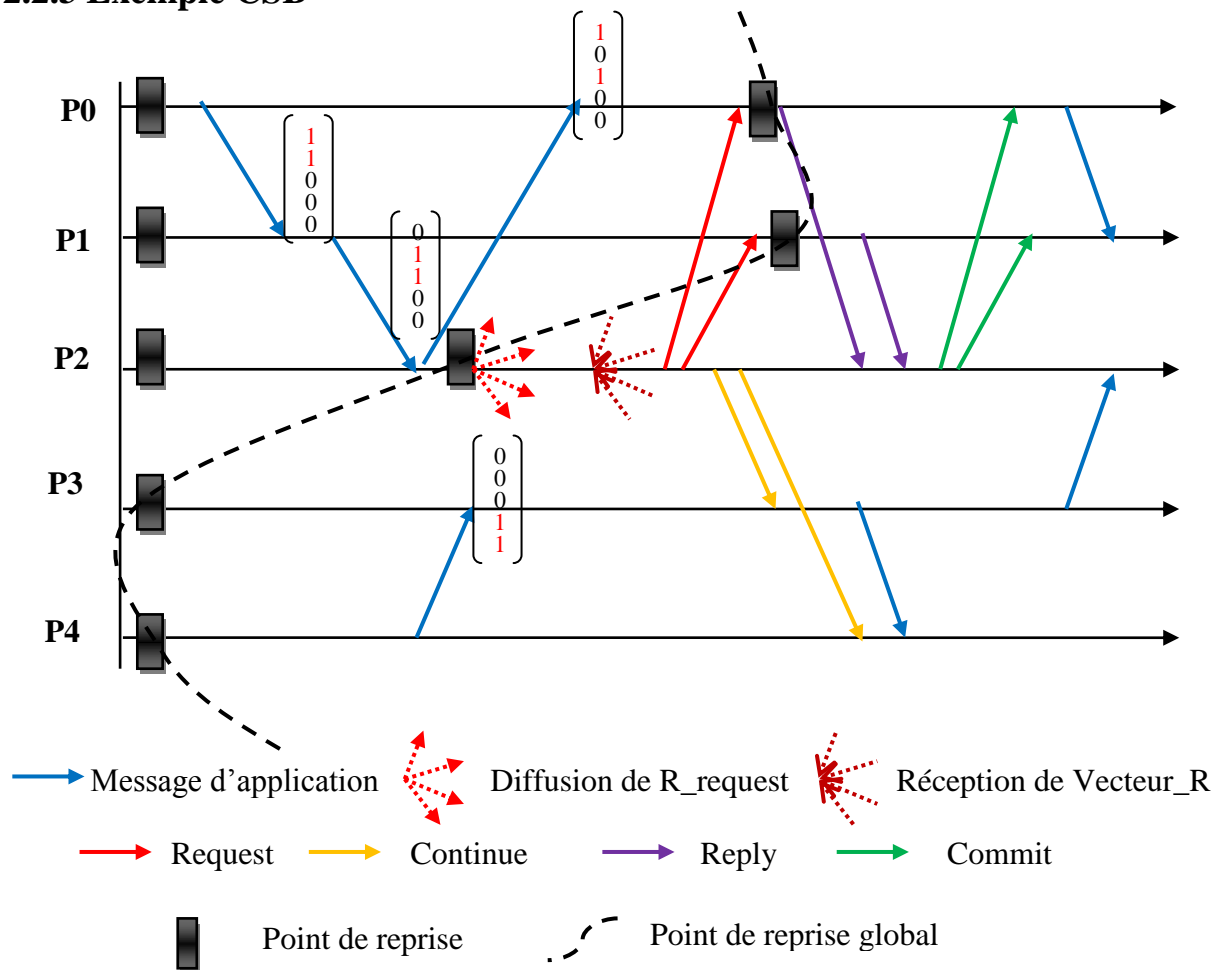 2.2.5 Exemple CSB
1
0
1
0
0
P0
1
1
0
0
0
P1
0
1
1
0
0
P2
P3
0
0
0
1
1
P4
Message d’application
Diffusion de R_request
Réception de Vecteur_R
Request
Continue
Reply
Commit
Point de reprise
Point de reprise global